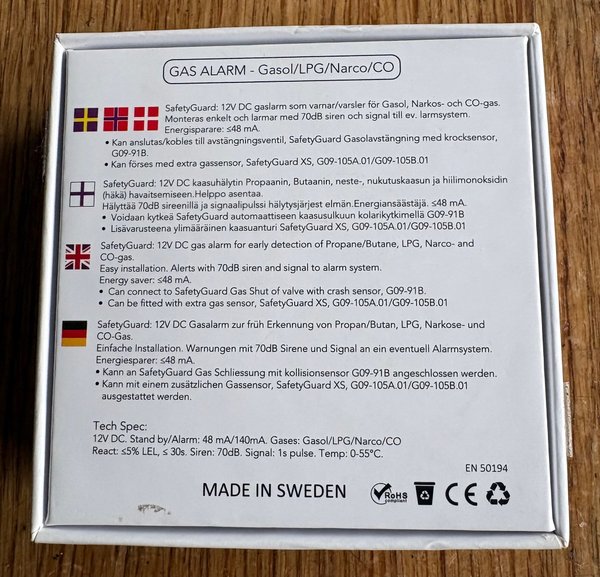 GAS ALARM - Gasol/LPG/Narco/CO
SafetyGuard: 12V DC gaslarm som varnar/varsler för Gasol, Narkos- och CO-gas.
Monteras enkelt och larmar med 70dB siren och signal till ev. larmsystem.
Energisparare: ≤48 mA.
• Kan anslutas/kobles till avstängningsventil, SafetyGuard Gasolavstängning med krocksensor,
G09-91B.
• Kan förses med extra gassensor, SafetyGuard XS, G09-105A.01/G09-105B.01
SafetyGuard: 12V DC kaasuhälytin Propaanin, Butaanin, neste-, nukutuskaasun ja hiilimonoksidin
(häkä) havaitsemiseen.Helppo asentaa.
Hälyttää 70dB sireenillä ja signaalipulssi hälytysjärjest elmän.Energiansäästäjä. ≤48 mA.
• Voidaan kytkeä SafetyGuard automaattiseen kaasusulkuun kolarikytkimellä G09-91B
• Lisävarusteena ylimääräinen kaasuanturi SafetyGuard XS, G09-105A.01/G09-105B.01
SafetyGuard: 12V DC gas alarm for early detection of Propane/Butane, LPG, Narco- and
CO-gas.
Easy installation. Alerts with 70dB siren and signal to alarm system.
Energy saver: ≤48 mA.
• Can connect to SafetyGuard Gas Shut of valve with crash sensor, G09-91B.
• Can be fitted with extra gas sensor, SafetyGuard XS, G09-105A.01/G09-105B.01
SafetyGuard: 12V DC Gasalarm zur früh Erkennung von Propan/Butan, LPG, Narkose- und
CO-Gas.
Einfache Installation. Warnungen mit 70dB Sirene und Signal an ein eventuell Alarmsystem.
Energiesparer: ≤48 mA.
• Kann an SafetyGuard Gas Schliessung mit kollisionsensor G09-91B angeschlossen werden.
• Kann mit einem zusätzlichen Gassensor, SafetyGuard XS, G09-105A.01/G09-105B.01
ausgestattet werden.
Tech Spec:
12V DC. Stand by/Alarm: 48 mA/140mA. Gases: Gasol/LPG/Narco/CO
React: ≤5% LEL, ≤ 30s. Siren: 70dB. Signal: 1s pulse. Temp: 0-55°C.
EN 50194
MADE IN SWEDEN
RoHS
compliant
CE